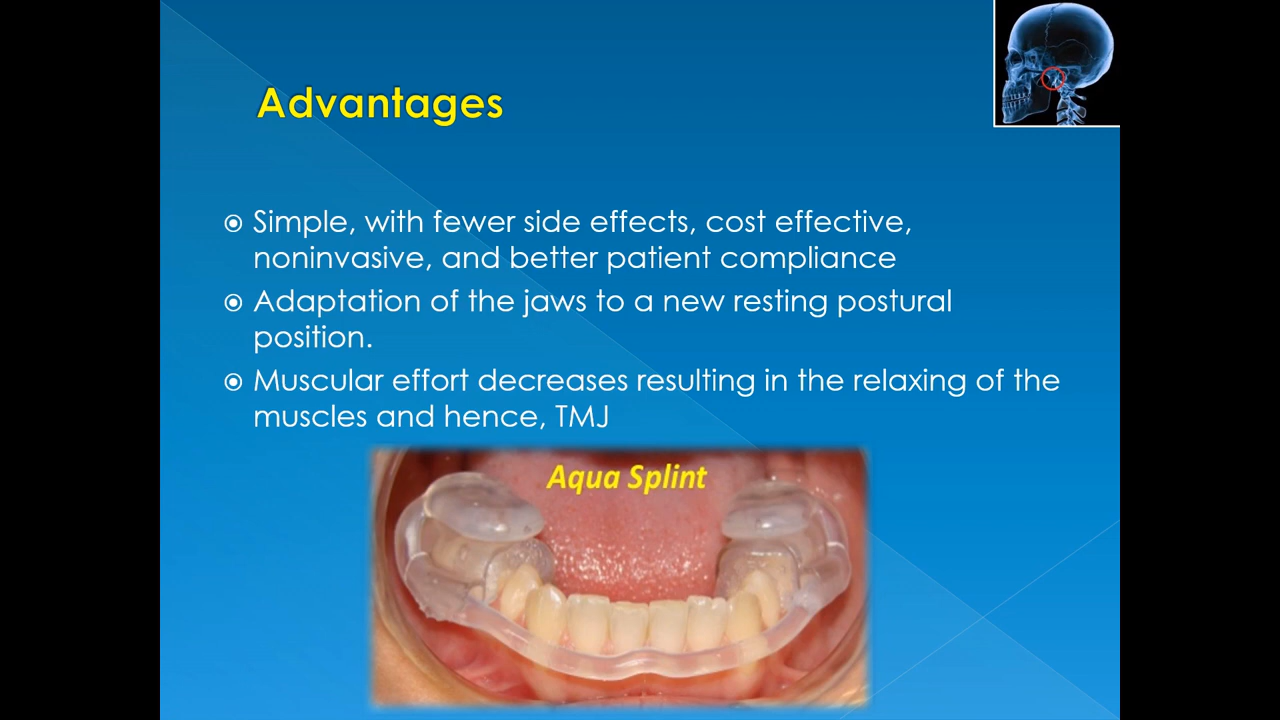 Advantages
Simple, with fewer side effects, cost effective,
noninvasive, and better patient compliance
Adaptation of the jaws to a new resting postural
position.
Muscular effort decreases resulting in the relaxing of the
muscles and hence, TMJ
Aqua Splint